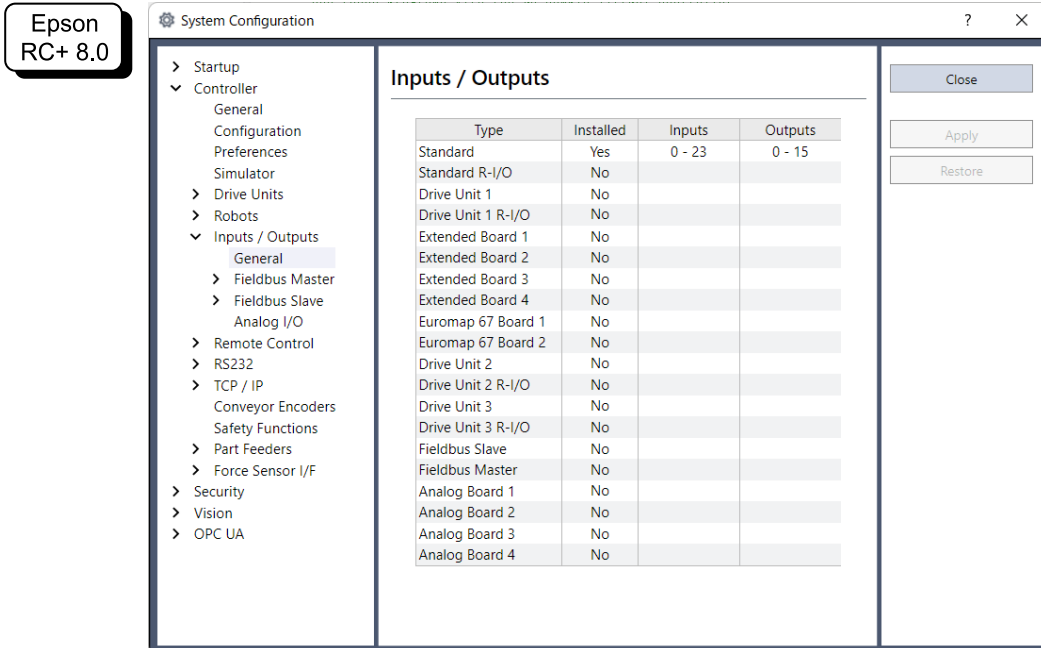 Epson
RC+ 8.0
System Configuration
?
Startup
Controller
General
Configuration
Preferences
Simulator
Drive Units
Robots
Inputs / Outputs
General
Fieldbus Master
Fieldbus Slave
Analog I/O
Remote Control
RS232
TCP / IP
Conveyor Encoders
Safety Functions
Part Feeders
Force Sensor I/F
Security
Vision
OPC UA
Inputs / Outputs
Type Installed Inputs Outputs
Standard Yes 0 - 23 0 - 15
Standard R-I/O No
Drive Unit 1 No
Drive Unit 1 R-I/O No
Extended Board 1 No
Extended Board 2 No
Extended Board 3 No
Extended Board 4 No
Euromap 67 Board 1 No
Euromap 67 Board 2 No
Drive Unit 2 No
Drive Unit 2 R-I/O No
Drive Unit 3 No
Drive Unit 3 R-I/O No
Fieldbus Slave No
Fieldbus Master No
Analog Board 1 No
Analog Board 2 No
Analog Board 3 No
Analog Board 4 No
Close
Apply
Restore